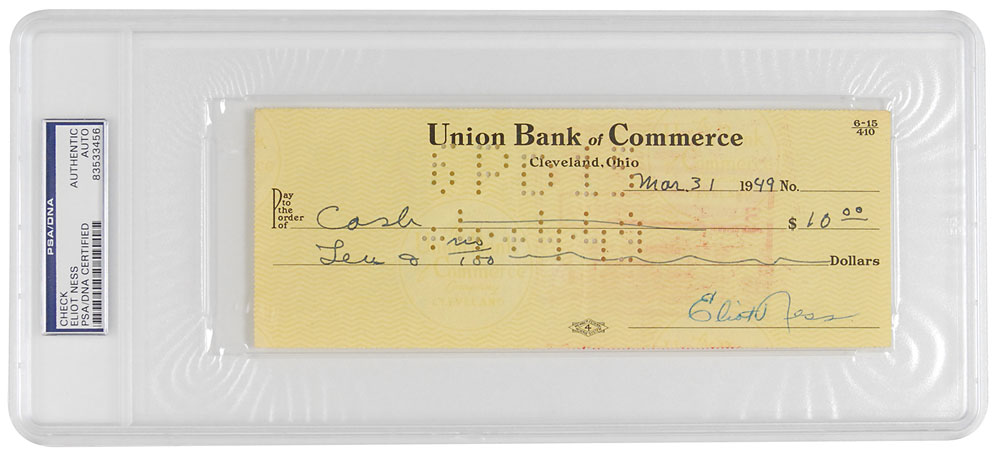 PSA/DNA
CHECK
ELIOT NESS
PSA/DNA CERTIFIED
AUTHENTIC
AUTO
83533456
Union Bank of Commerce
Cleveland, Ohio
6-15
410
Mar. 31 1949 No.
Pay to the order of Cash $10 00
Ten & no/100 Dollars
Eliot Ness
4